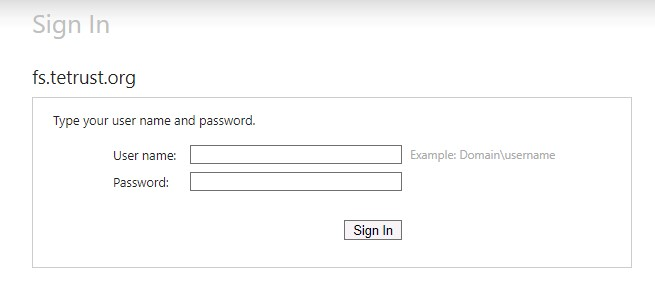 Sign In
fs.tetrust.org
Type your user name and password.
User name: Example: Domain\username
Password:
Sign In